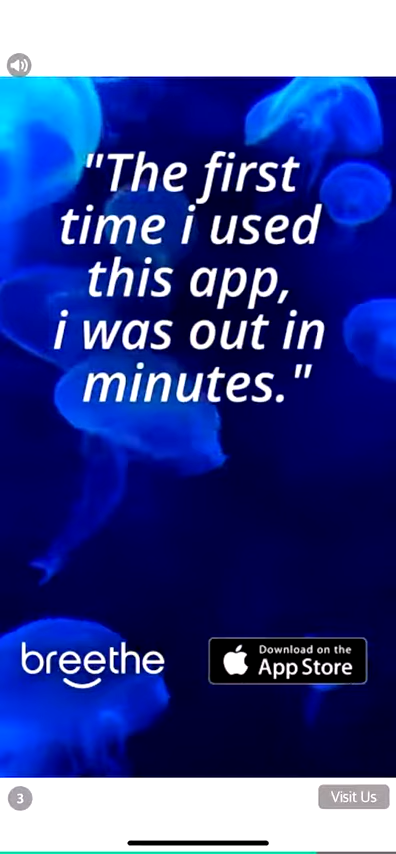 "The first
time i used
this app,
i was out in
minutes."
breethe
Download on the
App Store
3
Visit Us